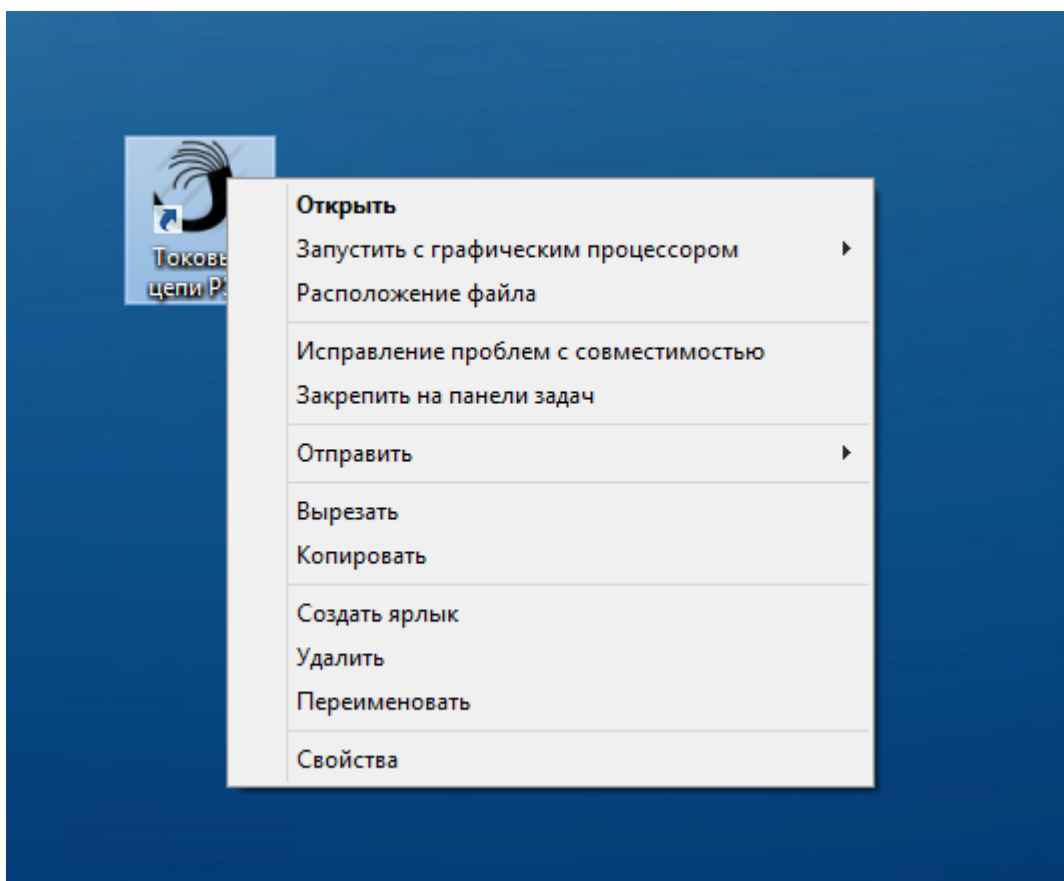 цепи
Открыть
Запустить с графическим процессором
Расположение файла
Исправление проблем с совместимостью
Закрепить на панели задач
Отправить
Вырезать
Копировать
Создать ярлык
Удалить
Переименовать
Свойства